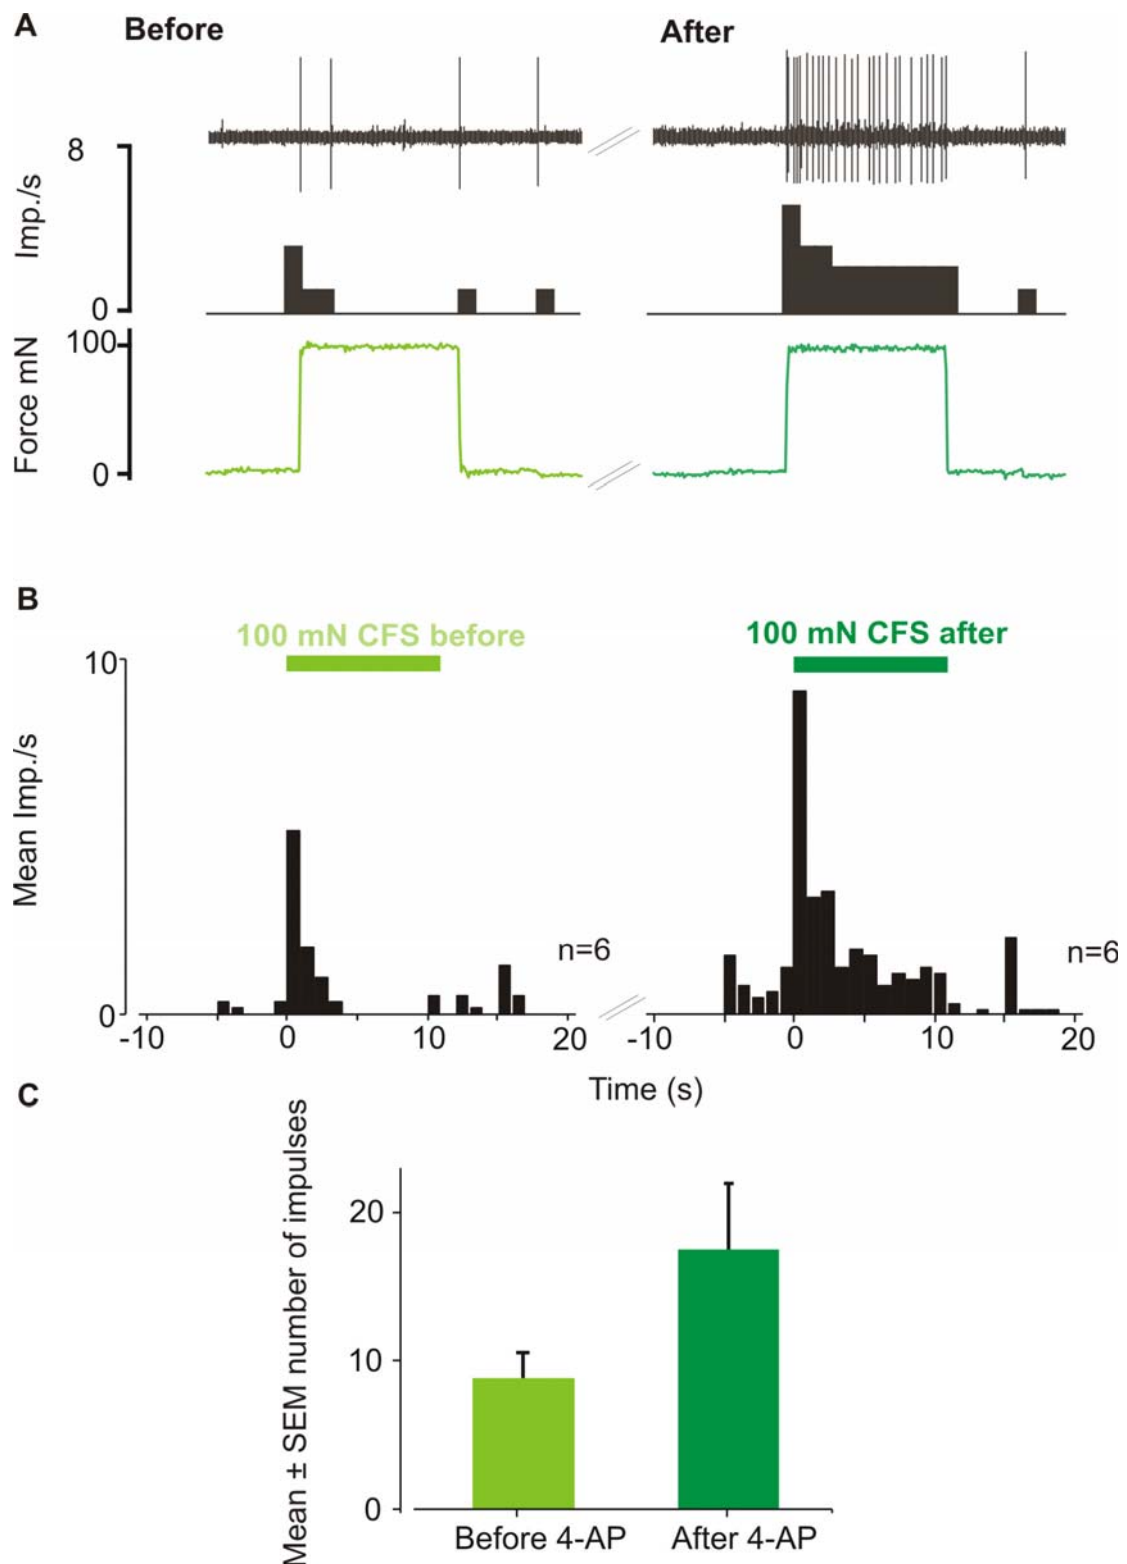 A
Before
After
8
Imp./s
0
100
Force mN
0
B
100 mN CFS before
100 mN CFS after
10
Mean Imp./s
n=6
n=6
0
-10
0
10
20
-10
0
10
20
Time (s)
C
Mean ± SEM number of impulses
20
10
0
Before 4-AP
After 4-AP